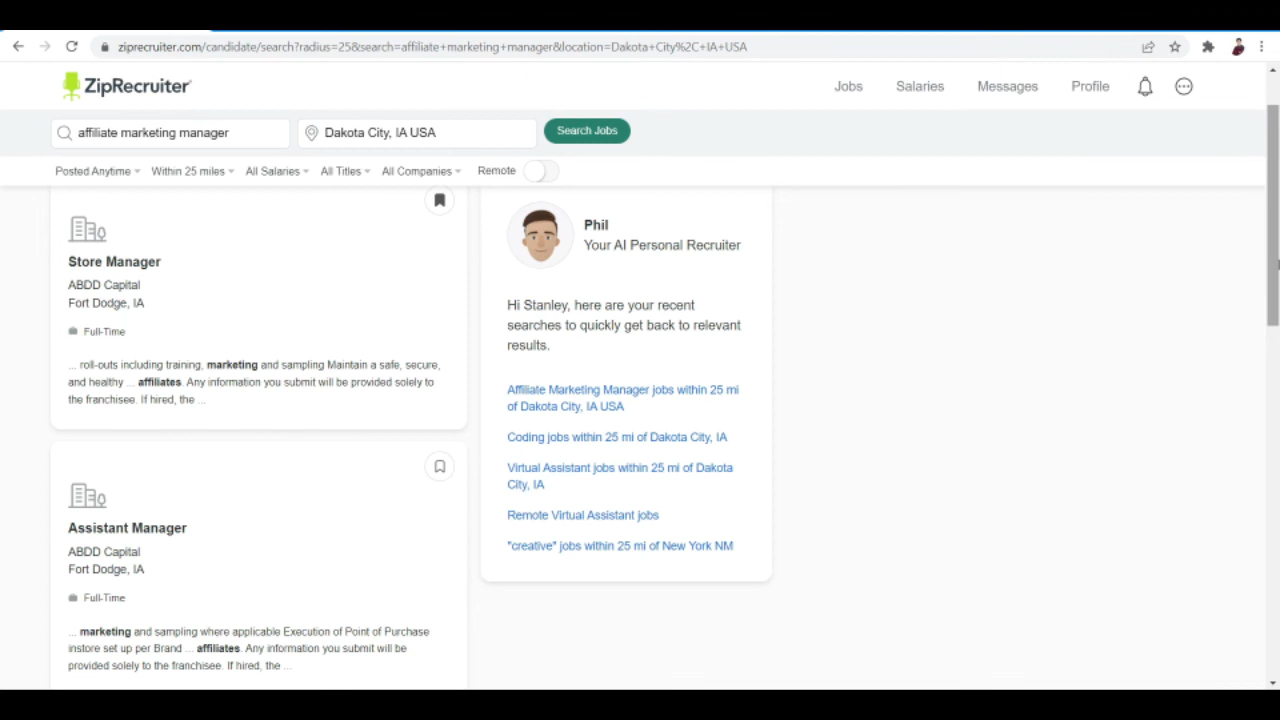 ziprecruiter.com/candidate/search?radius=25&search=affiliate+marketing+manager&location=Dakota+City%2C+IA+USA
ZipRecruiter
Jobs
Salaries
Messages
Profile
affiliate marketing manager
Dakota City, IA USA
Search Jobs
Posted Anytime
Within 25 miles
All Salaries
All Titles
All Companies
Remote
Store Manager
ABDD Capital
Fort Dodge, IA
Full-Time
... roll-outs including training, marketing and sampling Maintain a safe, secure,
and healthy ... affiliates. Any information you submit will be provided solely to
the franchisee. If hired, the ...
Assistant Manager
ABDD Capital
Fort Dodge, IA
Full-Time
... marketing and sampling where applicable Execution of Point of Purchase
instore set up per Brand ... affiliates. Any information you submit will be
provided solely to the franchisee. If hired, the ...
Phil
Your AI Personal Recruiter
Hi Stanley, here are your recent
searches to quickly get back to relevant
results.
Affiliate Marketing Manager jobs within 25 mi
of Dakota City, IA USA
Coding jobs within 25 mi of Dakota City, IA
Virtual Assistant jobs within 25 mi of Dakota
City, IA
Remote Virtual Assistant jobs
"creative" jobs within 25 mi of New York NM